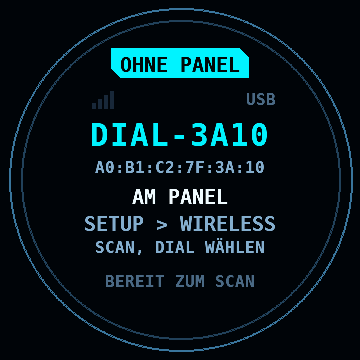 OHNE PANEL
USB
DIAL-3A10
A0:B1:C2:7F:3A:10
AM PANEL
SETUP > WIRELESS
SCAN, DIAL WÄHLEN
BEREIT ZUM SCAN